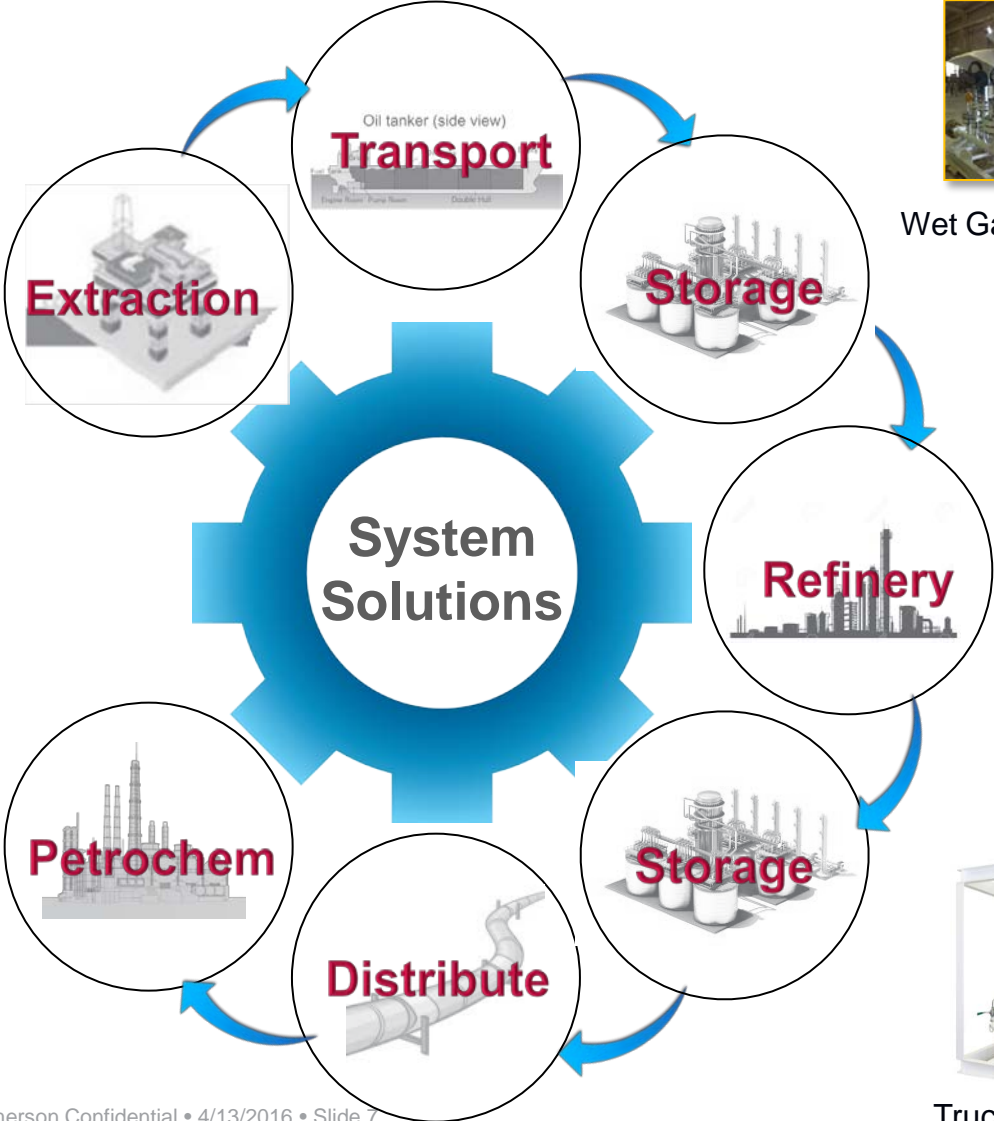 Oil tanker (side view)
Transport
Engine Room Pump Room Double Hull
Extraction
Storage
Wet Ga
System
Solutions
Refinery
Petrochem
Storage
Distribute
nerson Confidential • 4/13/2016 • Slide 7
Truc